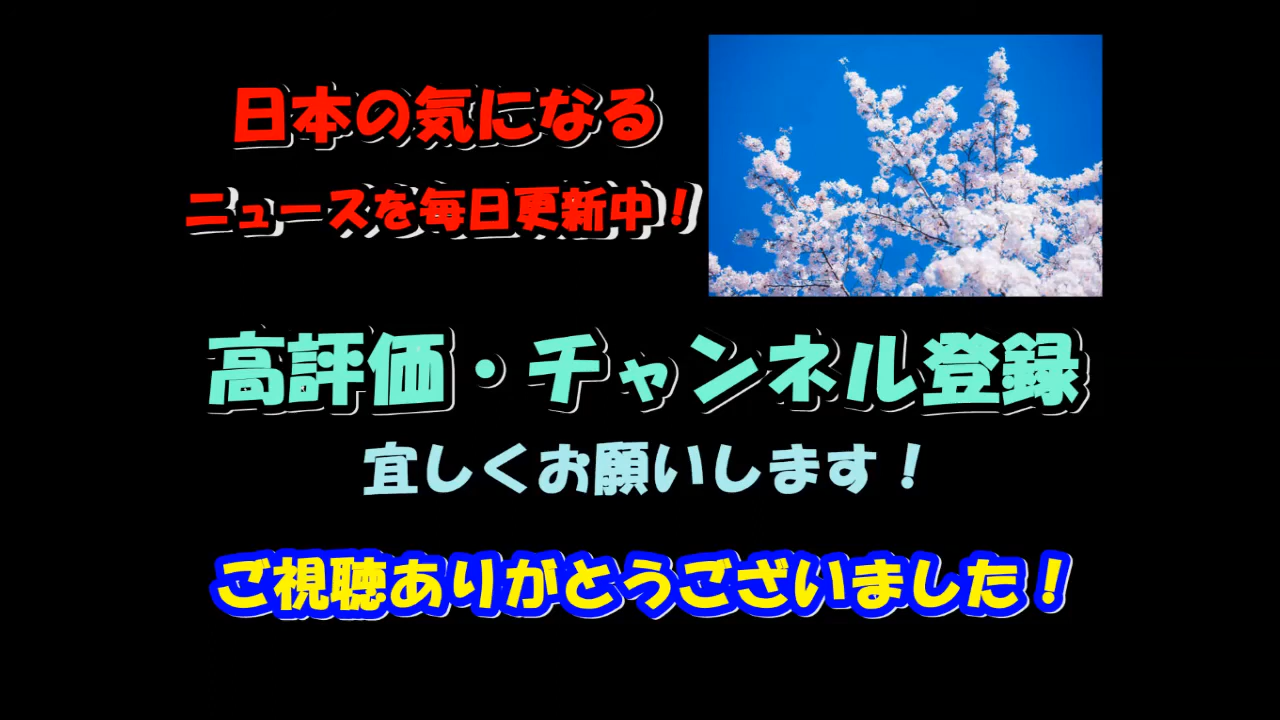 日本の気になる
ニュースを毎日更新中！
高評価・チャンネル登録
宜しくお願いします！
ご視聴ありがとうございました！